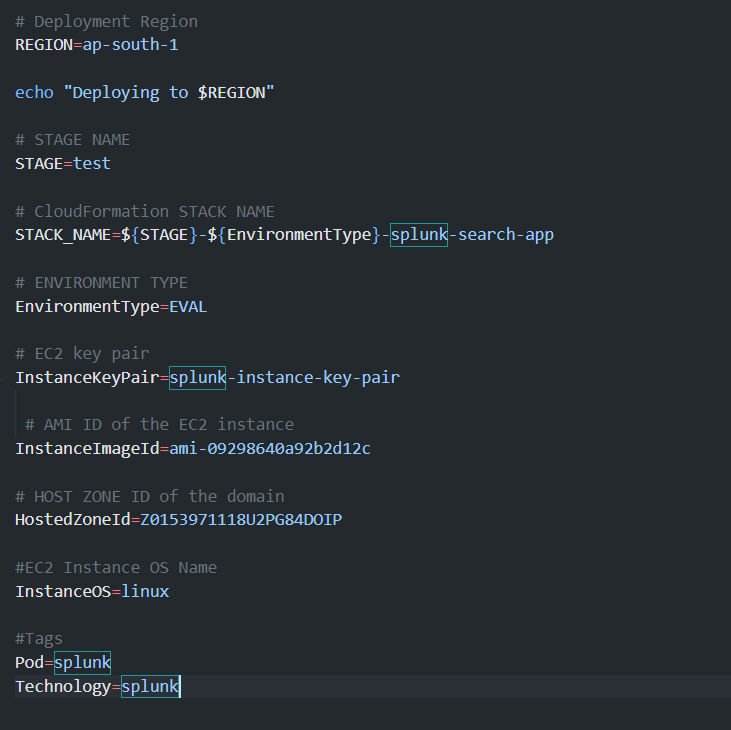 # Deployment Region
REGION=ap-south-1
echo "Deploying to $REGION"
# STAGE NAME
STAGE=test
# CloudFormation STACK NAME
STACK_NAME=${STAGE}-${EnvironmentType}-splunk-search-app
# ENVIRONMENT TYPE
EnvironmentType=EVAL
# EC2 key pair
InstanceKeyPair=splunk-instance-key-pair
# AMI ID of the EC2 instance
InstanceImageId=ami-09298640a92b2d12c
# HOST ZONE ID of the domain
HostedZoneId=Z0153971118U2PG84DOIP
#EC2 Instance OS Name
InstanceOS=linux
#Tags
Pod=splunk
Technology=splunk